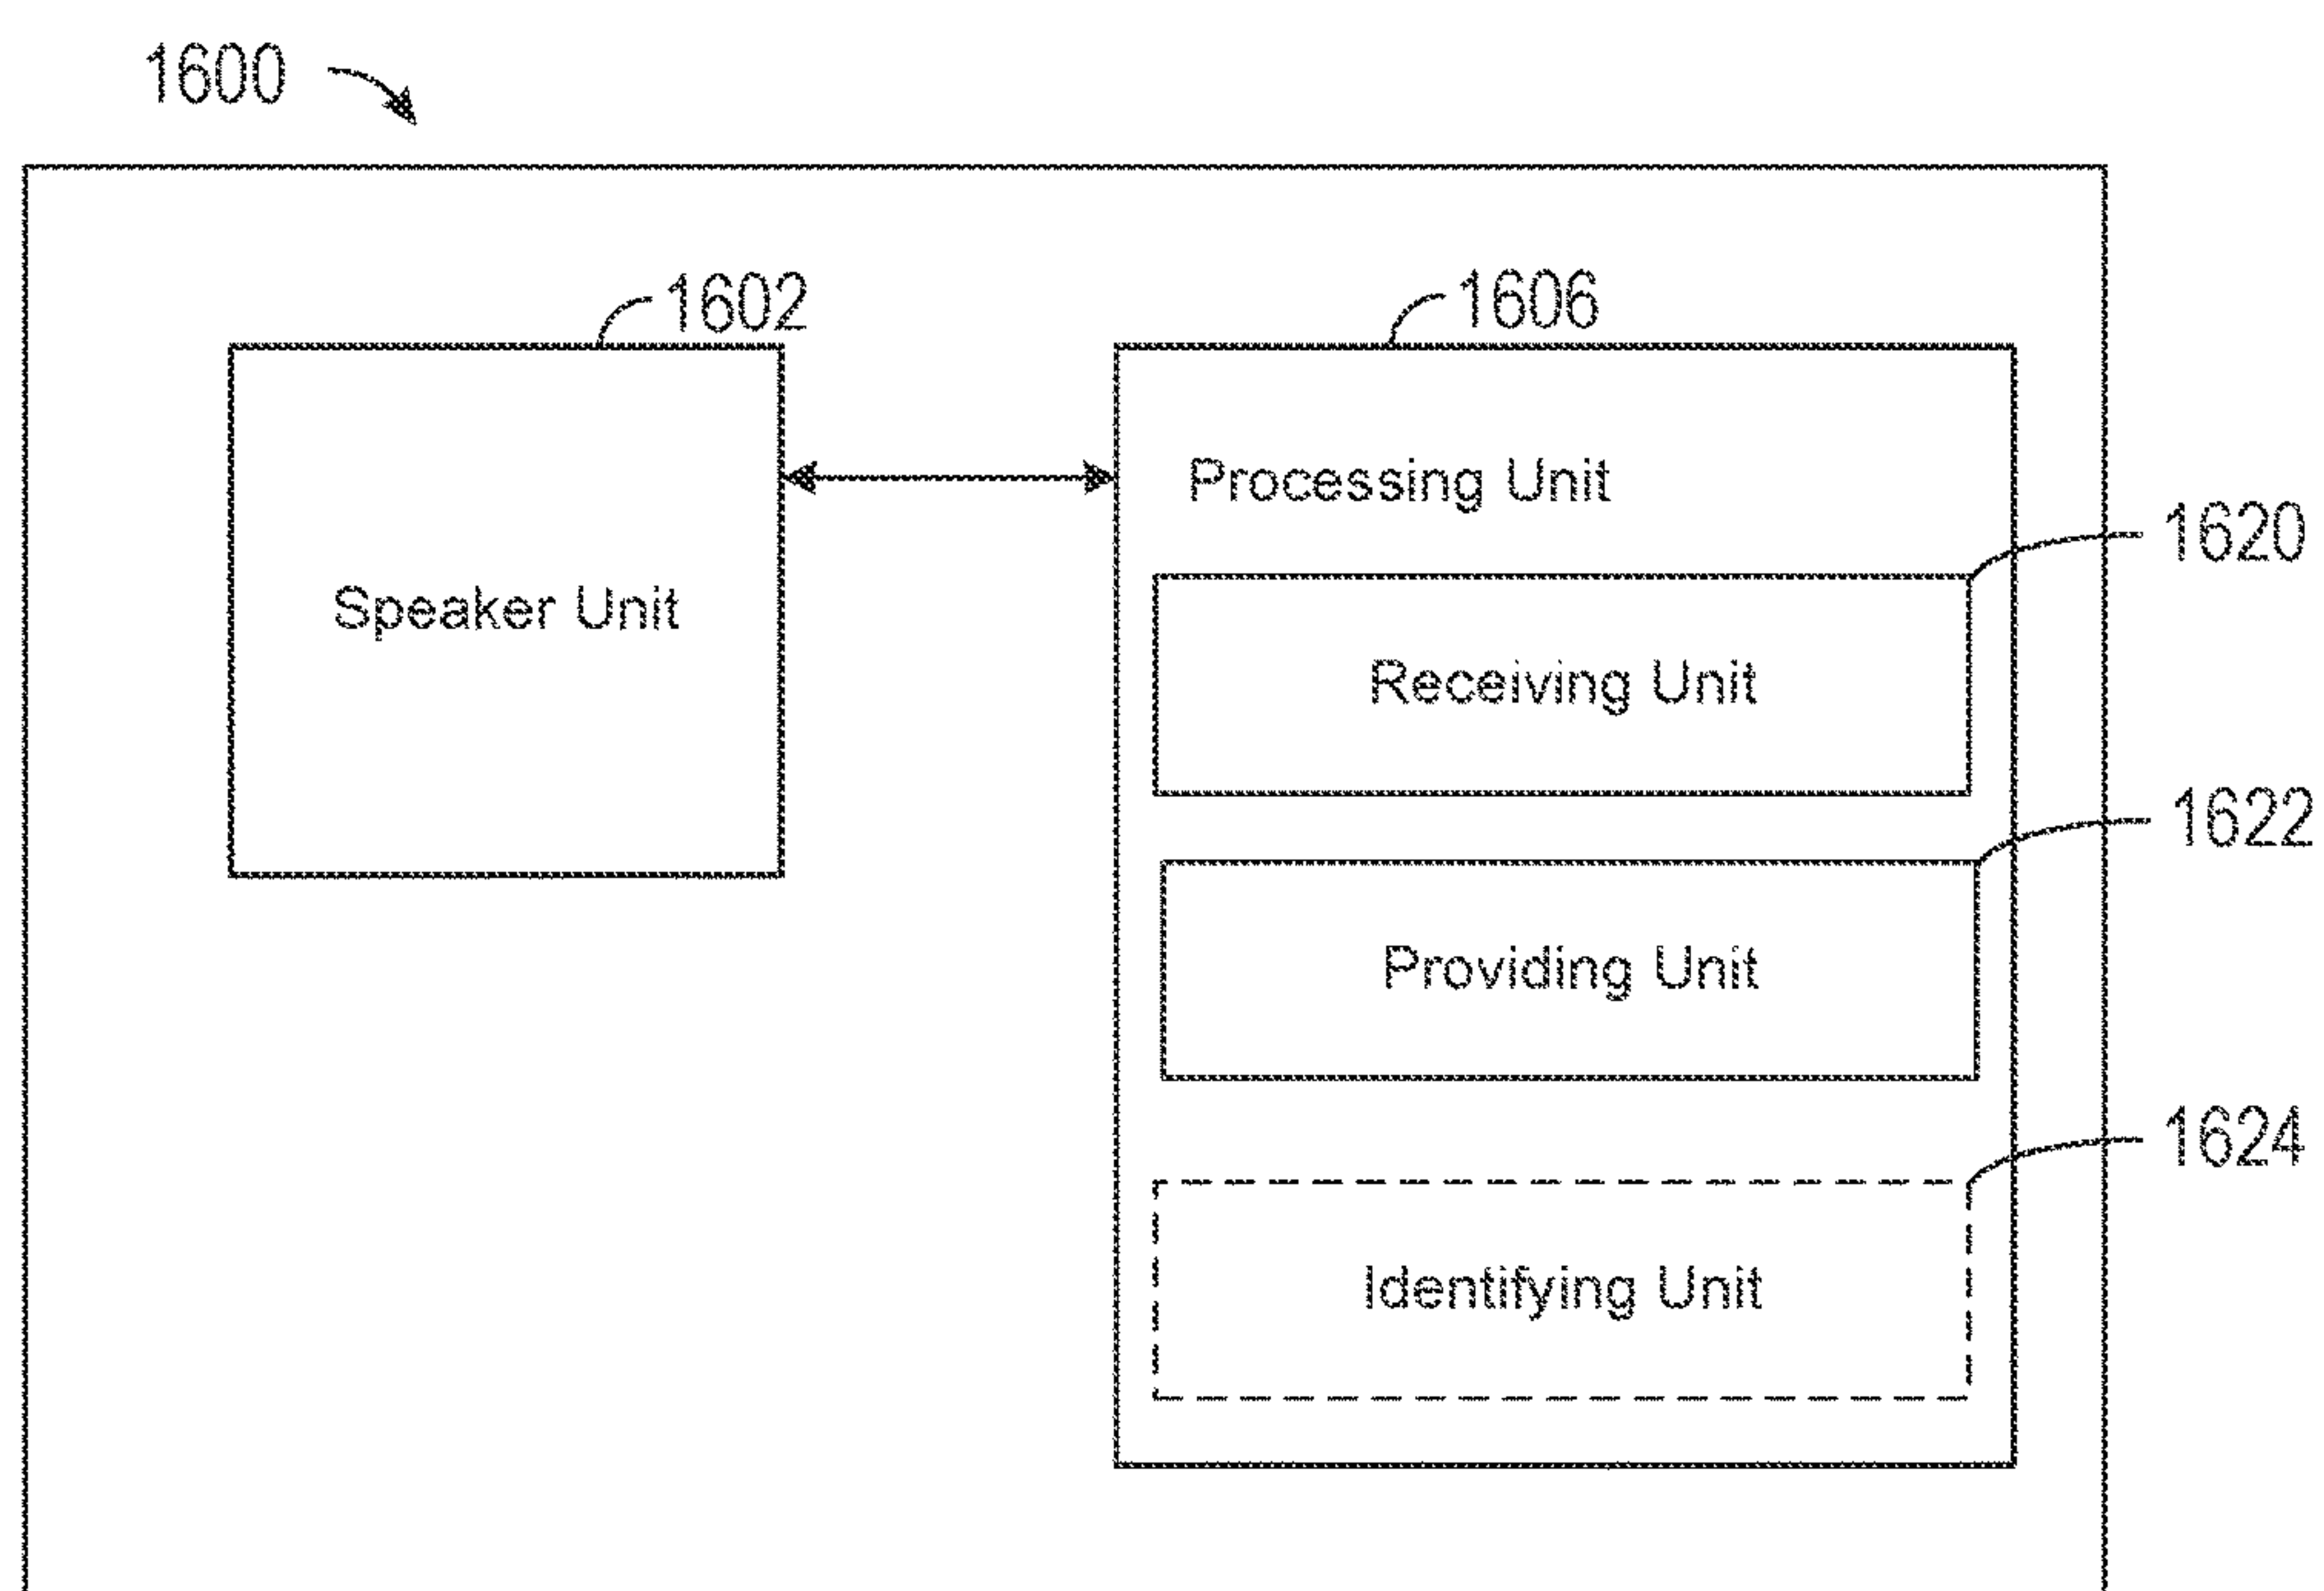 1600
1602
1606
Processing Unit
1620
Speaker Unit
Receiving Unit
1622
Providing Unit
1624
Identifying Unit